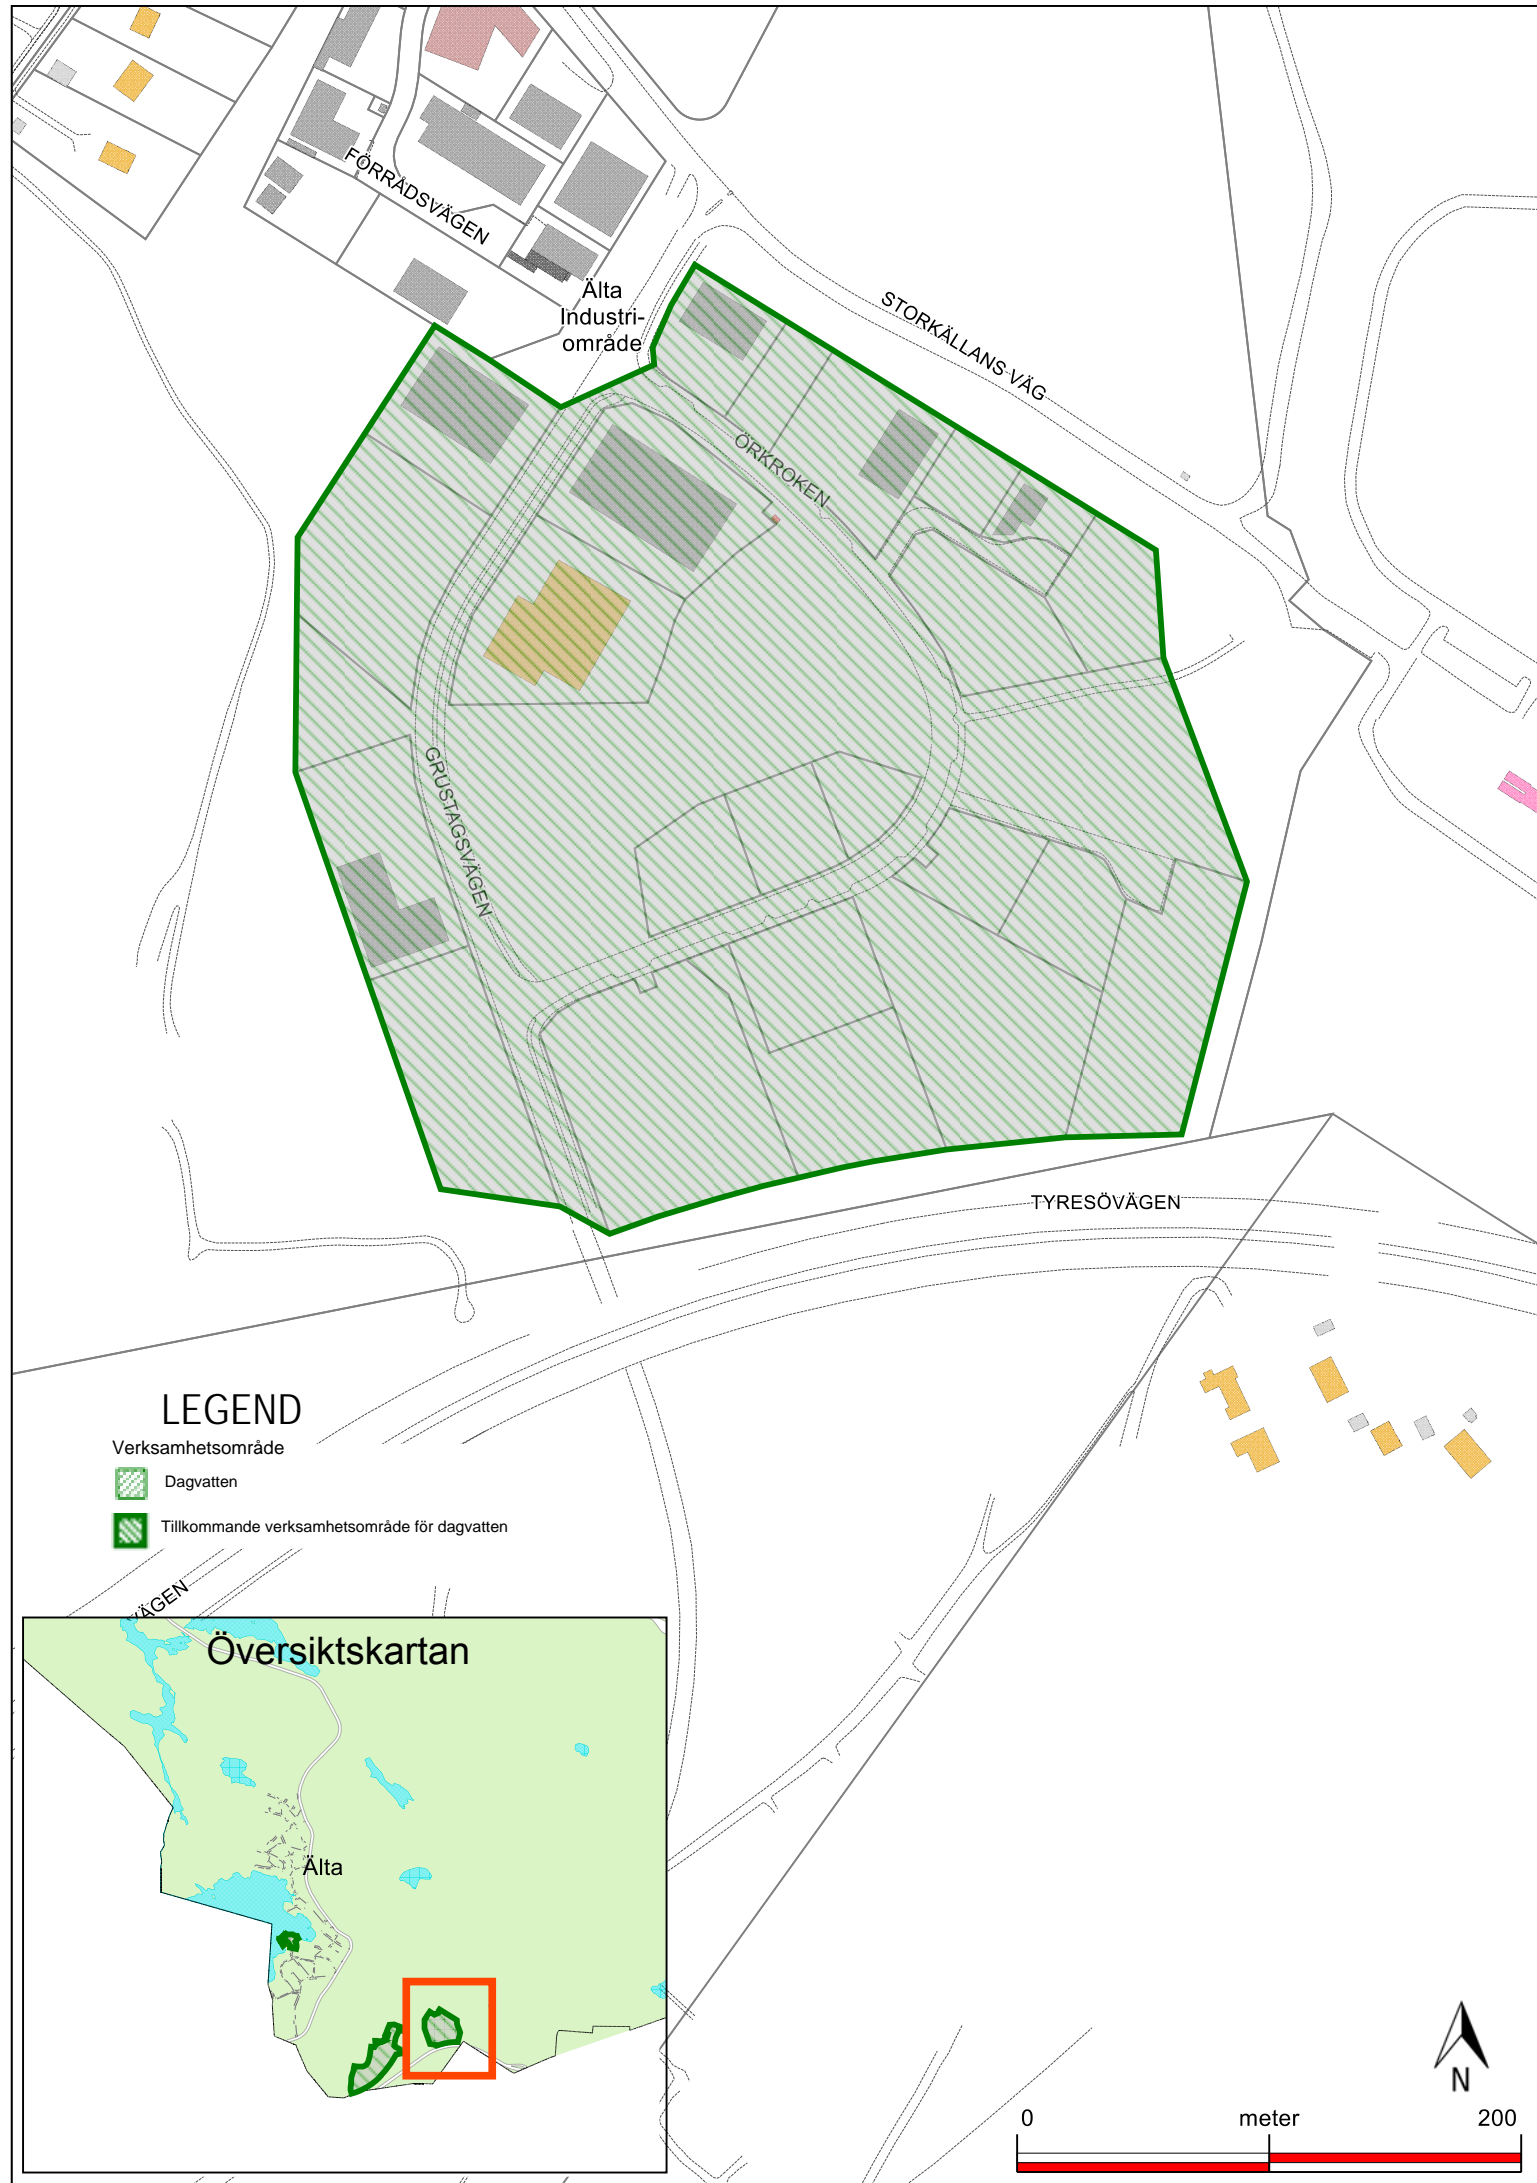 FÖRRÅDSVÄGEN
Älta
Industri-
område
STORKÄLLANS VÄG
ÖRKROKEN
GRUSTAGSVÄGEN
TYRESÖVÄGEN
LEGEND
Verksamhetsområde
Dagvatten
Tillkommande verksamhetsområde för dagvatten
VÄGEN
Översiktskartan
Älta
N
0 meter 200